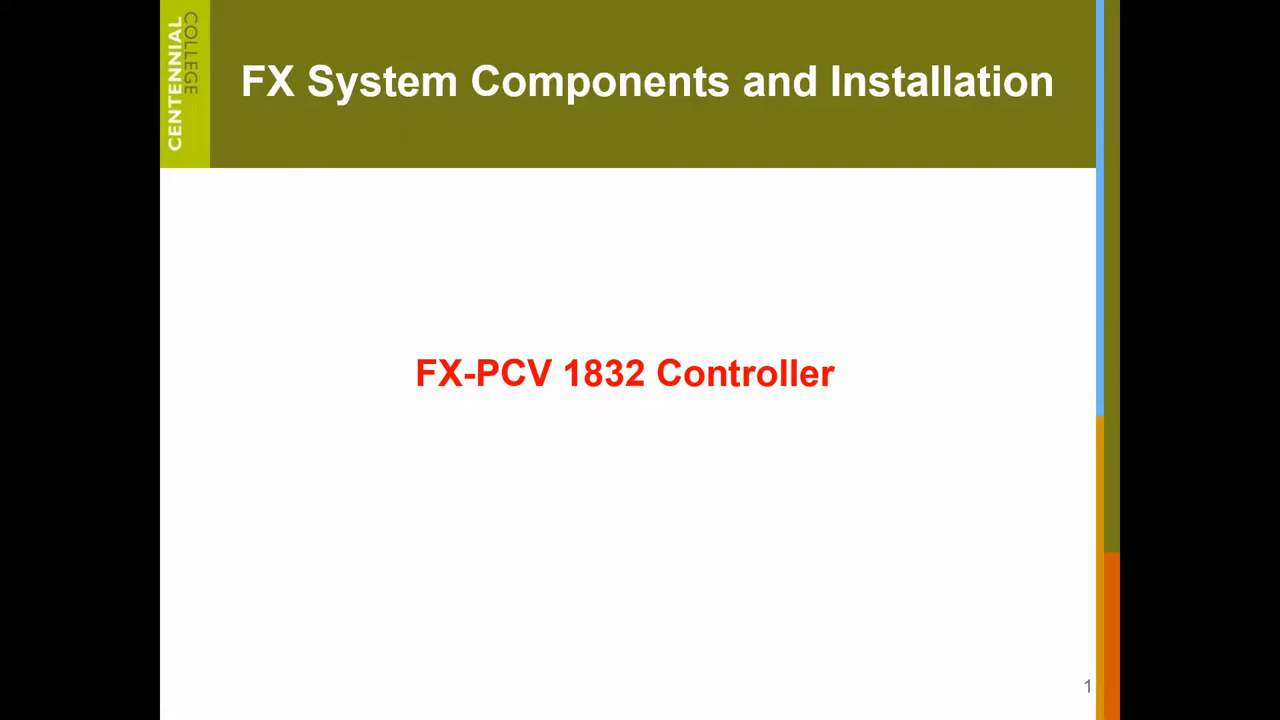 CENTENNIAL
COLLEGE
FX System Components and Installation
FX-PCV 1832 Controller
1